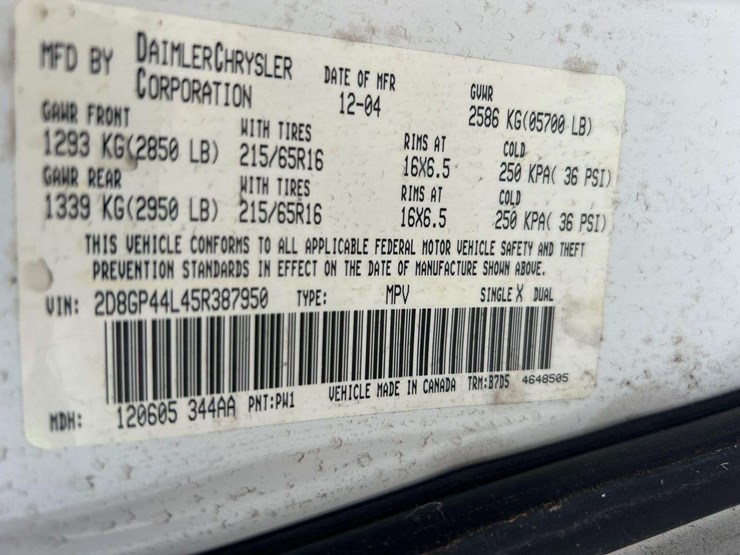 MFD BY DAIMLERCHRYSLER CORPORATION DATE OF MFR 12-04 GVWR 2586 KG(05700 LB)
GAWR FRONT WITH TIRES RIMS AT COLD
1293 KG(2850 LB) 215/65R16 16X6.5 250 KPA( 36 PSI)
GAWR REAR WITH TIRES RIMS AT COLD
1339 KG(2950 LB) 215/65R16 16X6.5 250 KPA( 36 PSI)
THIS VEHICLE CONFORMS TO ALL APPLICABLE FEDERAL MOTOR VEHICLE SAFETY AND THEFT
PREVENTION STANDARDS IN EFFECT ON THE DATE OF MANUFACTURE SHOWN ABOVE.
VIN: 2D8GP44L45R387950 TYPE: MPV SINGLE X DUAL
MDH: 120605 344AA PNT:PW1 VEHICLE MADE IN CANADA TRM:B7D5 4648505